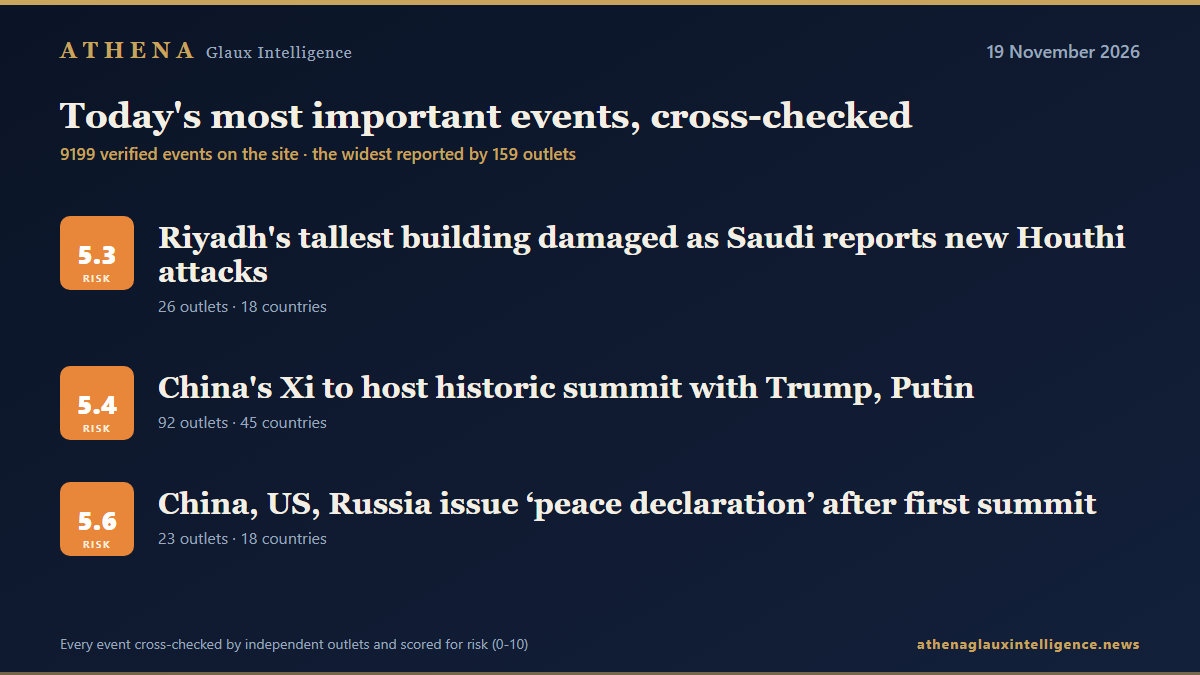 ATHENA Glaux Intelligence
19 November 2026
Today's most important events, cross-checked
9199 verified events on the site · the widest reported by 159 outlets
5.3
RISK
Riyadh's tallest building damaged as Saudi reports new Houthi
attacks
26 outlets · 18 countries
5.4
RISK
China's Xi to host historic summit with Trump, Putin
92 outlets · 45 countries
5.6
RISK
China, US, Russia issue ‘peace declaration’ after first summit
23 outlets · 18 countries
Every event cross-checked by independent outlets and scored for risk (0-10)
athenaglauxintelligence.news